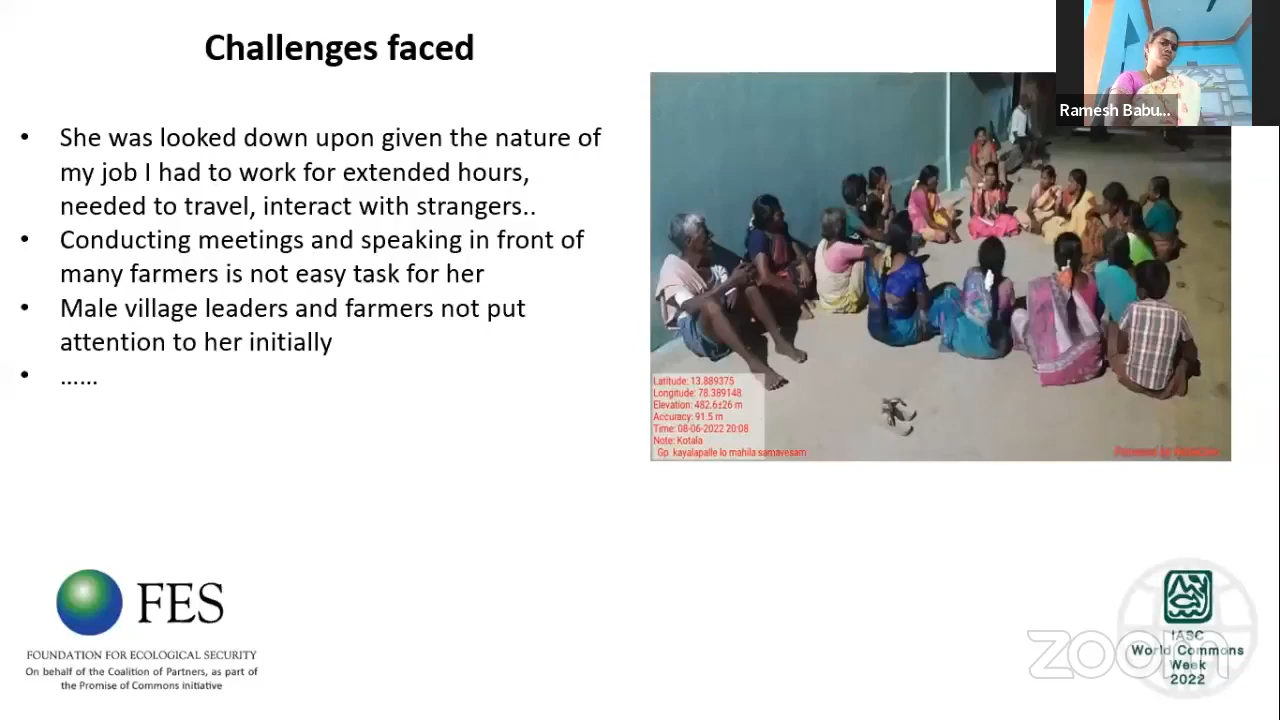 Challenges faced
• She was looked down upon given the nature of
my job I had to work for extended hours,
needed to travel, interact with strangers..
• Conducting meetings and speaking in front of
many farmers is not easy task for her
• Male village leaders and farmers not put
attention to her initially
• ......
Ramesh Babu...
Latitude: 13.889375
Longitude: 78.389148
Elevation: 482.6±26 m
Accuracy: 91.5 m
Time: 08-06-2022 20:08
Note: Kotala
Gp kayalapalle lo mahila samavesam
FES
FOUNDATION FOR ECOLOGICAL SECURITY
On behalf of the Coalition of Partners, as part of
the Promise of Commons initiative
IASC
World Commons
Week
2022
zoom